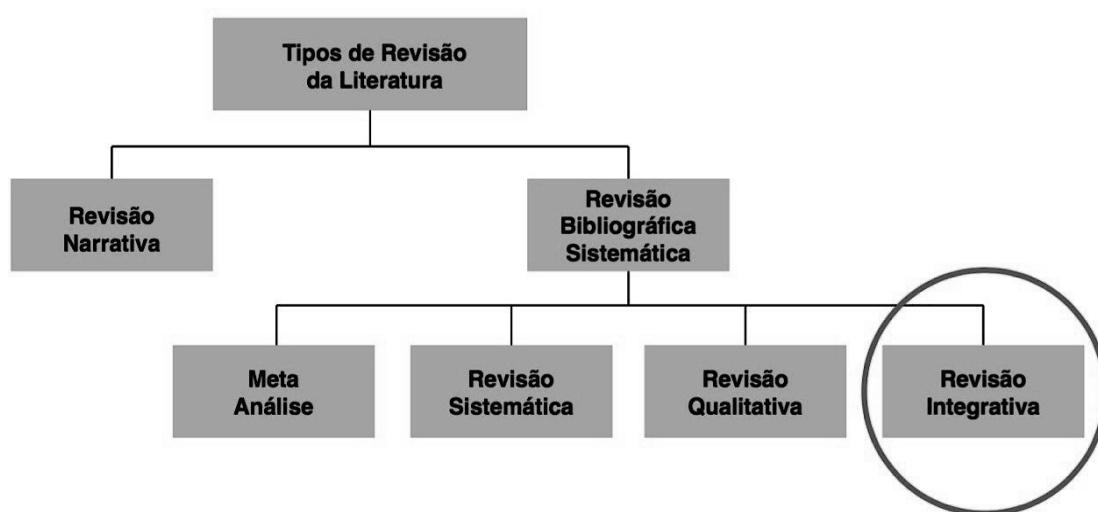 Tipos de Revisão
da Literatura
Revisão
Narrativa
Revisão
Bibliográfica
Sistemática
Meta
Análise
Revisão
Sistemática
Revisão
Qualitativa
Revisão
Integrativa